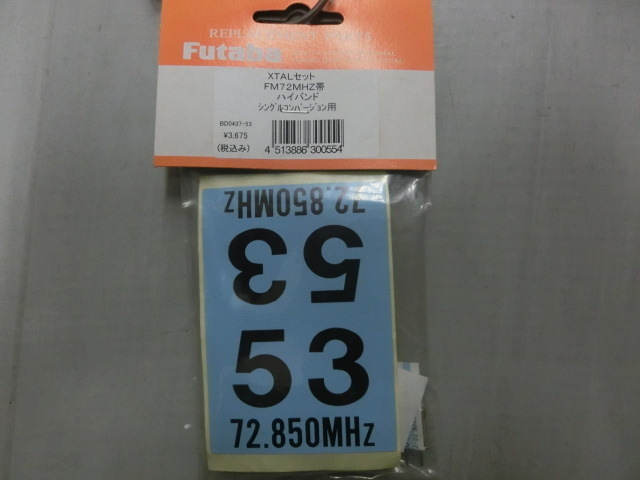 REPLACEMENT PARTS
Futaba
XTALセット
FM72MHZ帯
ハイバンド
シングルコンバージョン用
BD0437-53
¥3,675
(税込み)
4 513886 300554
72.850MHz
53
53
72.850MHz